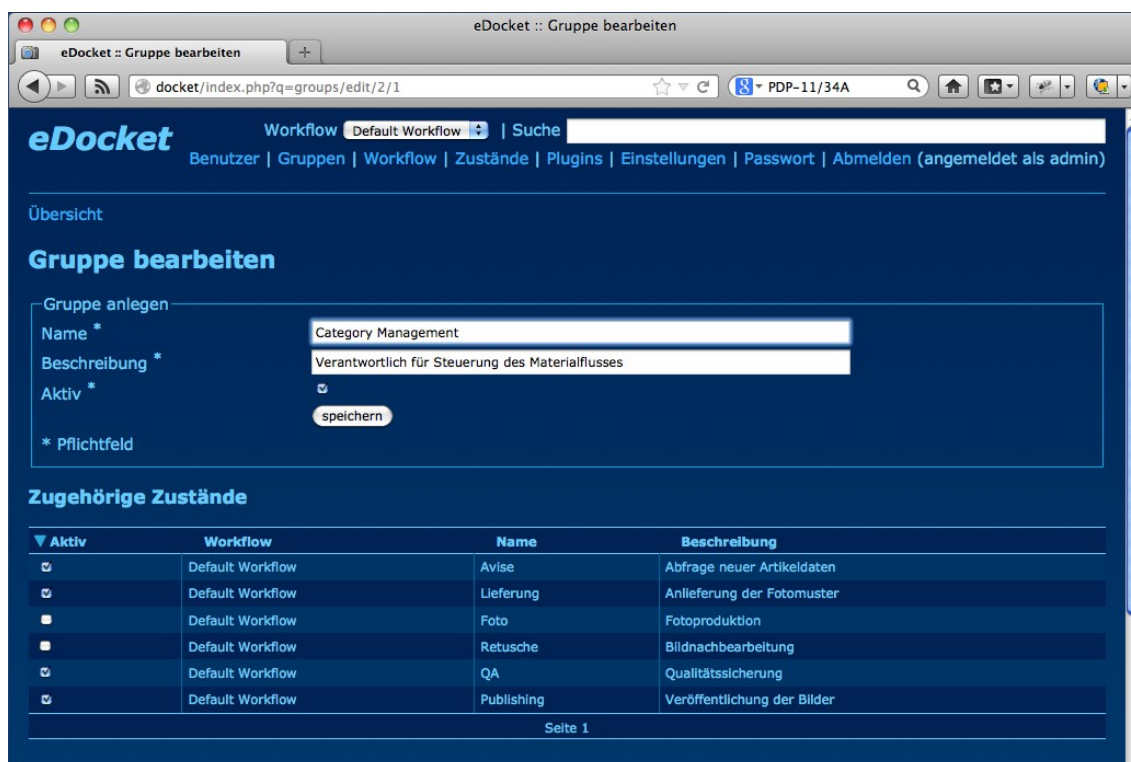 eDocket :: Gruppe bearbeiten
eDocket :: Gruppe bearbeiten +
docket/index.php?q=groups/edit/2/1 8 PDP-11/34A
eDocket Workflow Default Workflow | Suche
Benutzer | Gruppen | Workflow | Zustände | Plugins | Einstellungen | Passwort | Abmelden (angemeldet als admin)
Übersicht
Gruppe bearbeiten
Gruppe anlegen
Name * Category Management
Beschreibung * Verantwortlich für Steuerung des Materialflusses
Aktiv *
speichern
* Pflichtfeld
Zugehörige Zustände
▼ Aktiv Workflow Name Beschreibung
Default Workflow Avise Abfrage neuer Artikeldaten
Default Workflow Lieferung Anlieferung der Fotomuster
Default Workflow Foto Fotoproduktion
Default Workflow Retusche Bildnachbearbeitung
Default Workflow QA Qualitätssicherung
Default Workflow Publishing Veröffentlichung der Bilder
Seite 1